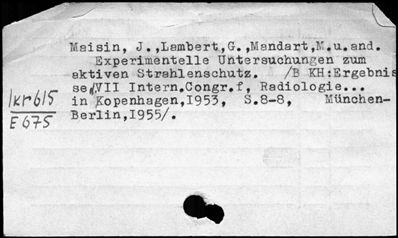 Maisin, J.,Lambert,G.,Mandart,M.u.and.
Experimentelle Untersuchungen zum
aktiven Strahlenschutz. /B KH:Ergebnis
se,VII Intern.Congr.f, Radiologie...
in Kopenhagen,1953, S.8-8, München-
Berlin,1955/.
1kr615
E675